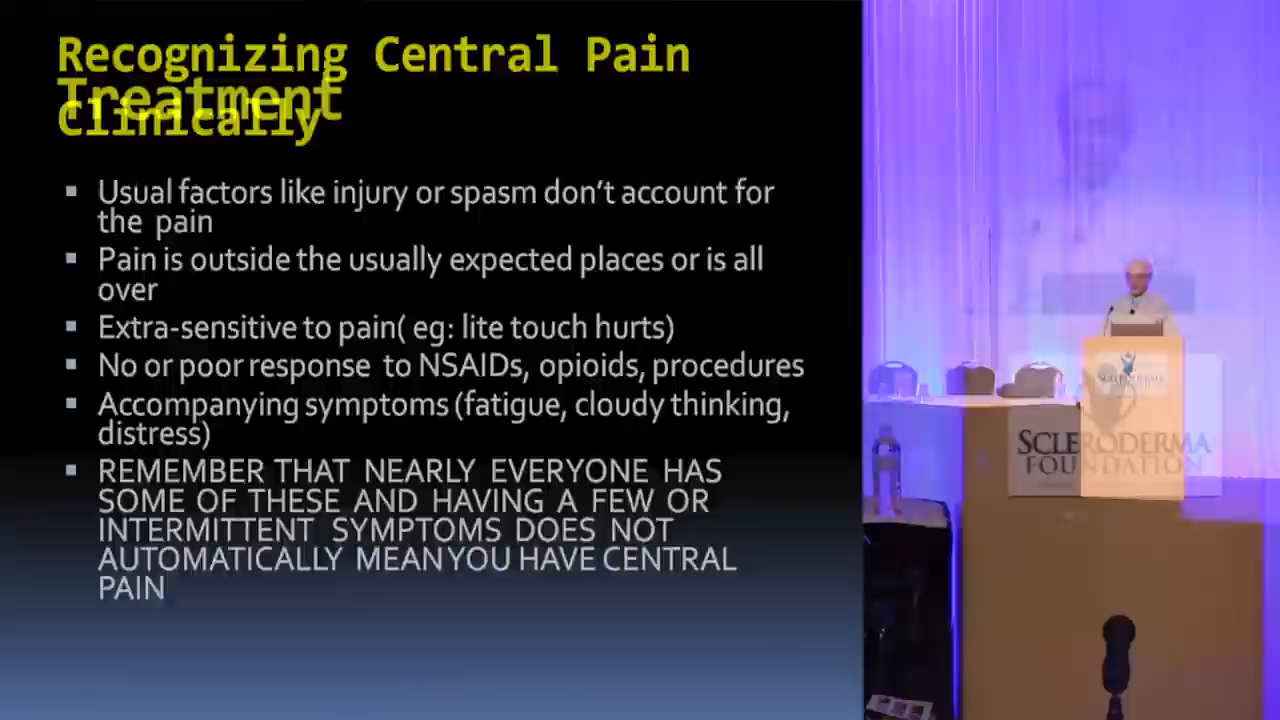 Recognizing Central Pain
Treatment
Clinically
Usual factors like injury or spasm don't account for
the pain
Pain is outside the usually expected places or is all
over
Extra-sensitive to pain( eg: lite touch hurts)
No or poor response to NSAIDs, opioids, procedures
Accompanying symptoms (fatigue, cloudy thinking,
distress)
REMEMBER THAT NEARLY EVERYONE HAS
SOME OF THESE AND HAVING A FEW OR
INTERMITTENT SYMPTOMS DOES NOT
AUTOMATICALLY MEAN YOU HAVE CENTRAL
PAIN
SCLERODERMA
SCLERODERMA
FOUNDATION